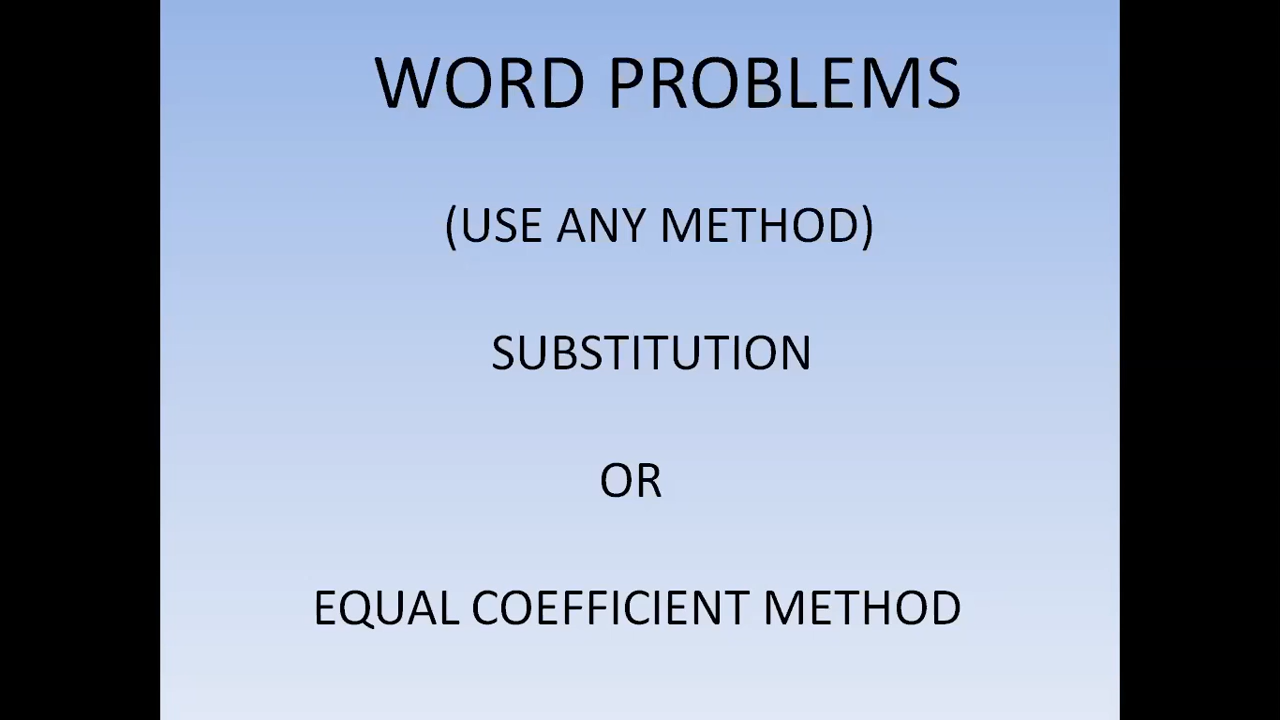 WORD PROBLEMS
(USE ANY METHOD)
SUBSTITUTION
OR
EQUAL COEFFICIENT METHOD